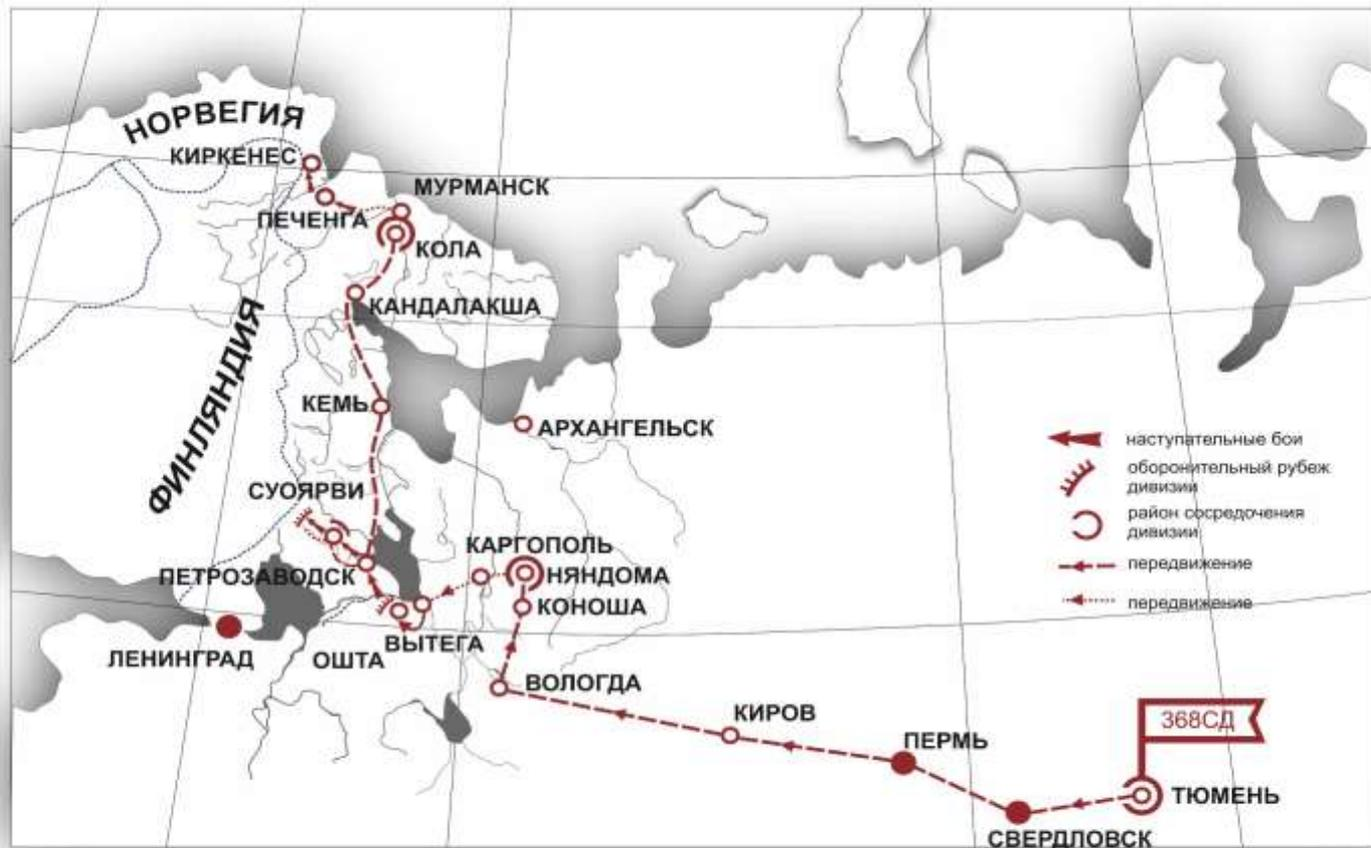 НОРВЕГИЯ
КИРКЕНЕС
МУРМАНСК
ПЕЧЕНГА
КОЛА
КАНДАЛАКША
ФИНЛЯНДИЯ
КЕМЬ
АРХАНГЕЛЬСК
СУОЯРВИ
КАРГОПОЛЬ
ПЕТРОЗАВОДСК
НЯНДОМА
КОНОША
ВЫТЕГА
ЛЕНИНГРАД
ОШТА
ВОЛОГДА
КИРОВ
ПЕРМЬ
368СД
ТЮМЕНЬ
СВЕРДЛОВСК
наступательные бои
оборонительный рубеж
дивизии
район сосредочения
дивизии
передвижение
передвижение